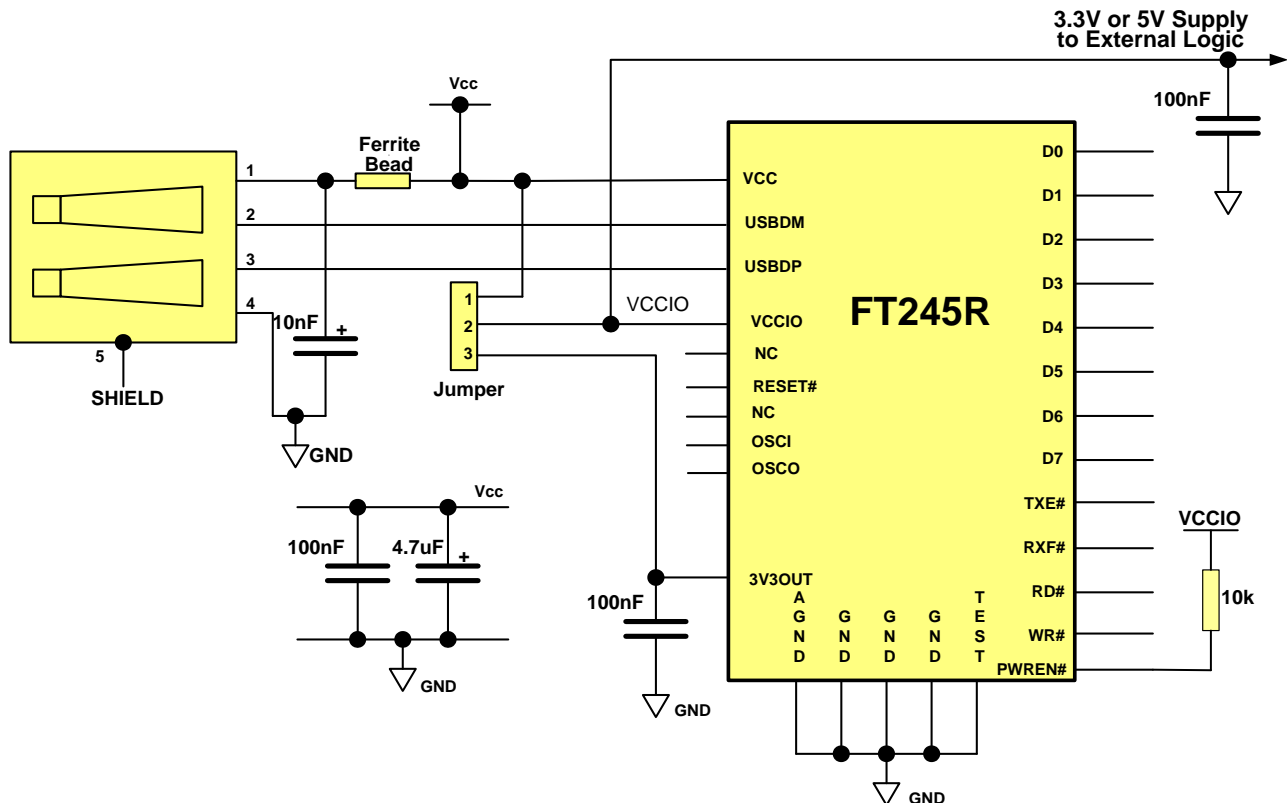 3.3V or 5V Supply
to External Logic
Vcc
100nF
Ferrite
Bead
1
2
3
4
5
SHIELD
10nF
+
GND
1
2
3
Jumper
VCCIO
VCC
USBDM
USBDP
VCCIO
NC
RESET#
NC
OSCI
OSCO
3V3OUT
FT245R
D0
D1
D2
D3
D4
D5
D6
D7
TXE#
RXF#
RD#
WR#
PWREN#
AGND
GND
GND
GND
TEST
VCCIO
10k
Vcc
100nF
4.7uF
+
GND
100nF
GND
GND